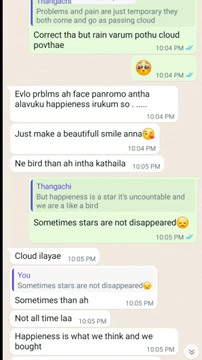 Thangachi
Problems and pain are just temporary they
both come and go as passing cloud
Correct tha but rain varum pothu cloud
povthae
10:04 PM
🥺
10:04 PM
Evlo prblms ah face panromo antha
alavuku happieness irukum so . .....
10:04 PM
Just make a beautifull smile anna😘
10:04 PM
Ne bird than ah intha kathaila
10:05 PM
Thangachi
But happieness is a star it's uncountable and
we are a like a bird
Sometimes stars are not disappeared😞
10:05 PM
Cloud ilayae
10:05 PM
You
Sometimes stars are not disappeared😞
Sometimes than ah
10:05 PM
Not all time laa
10:05 PM
Happieness is what we think and we
bought
10:05 PM